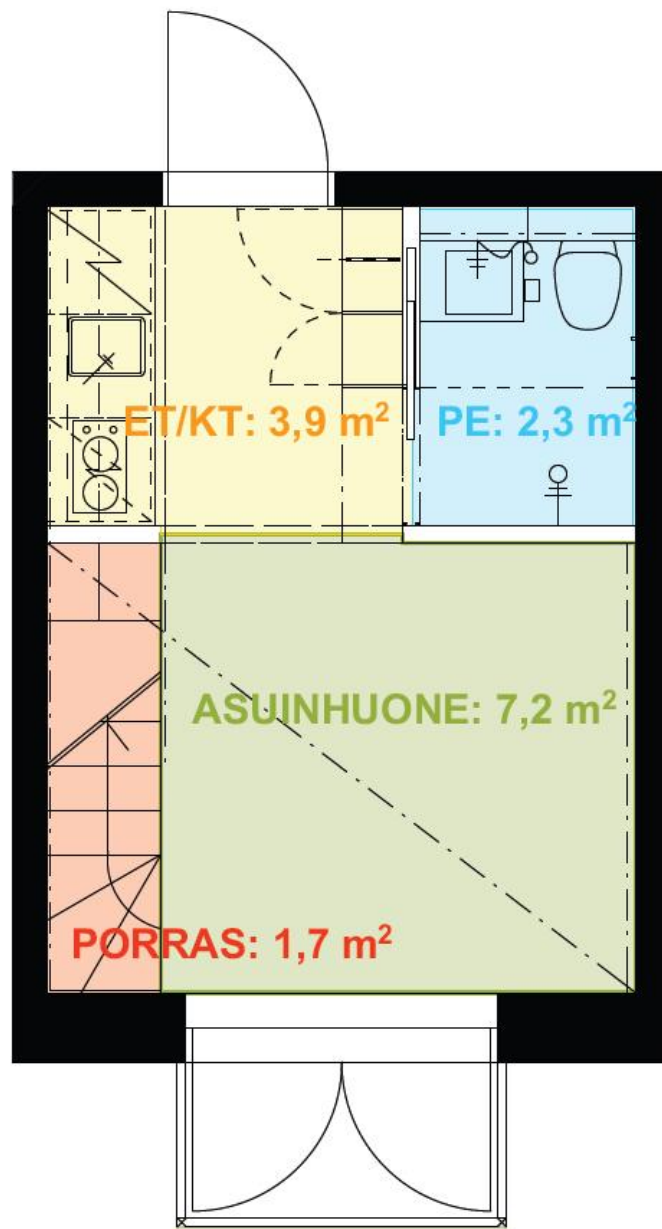 ET/KT: 3,9 m²
PE: 2,3 m²
ASUINHUONE: 7,2 m²
PORRAS: 1,7 m²